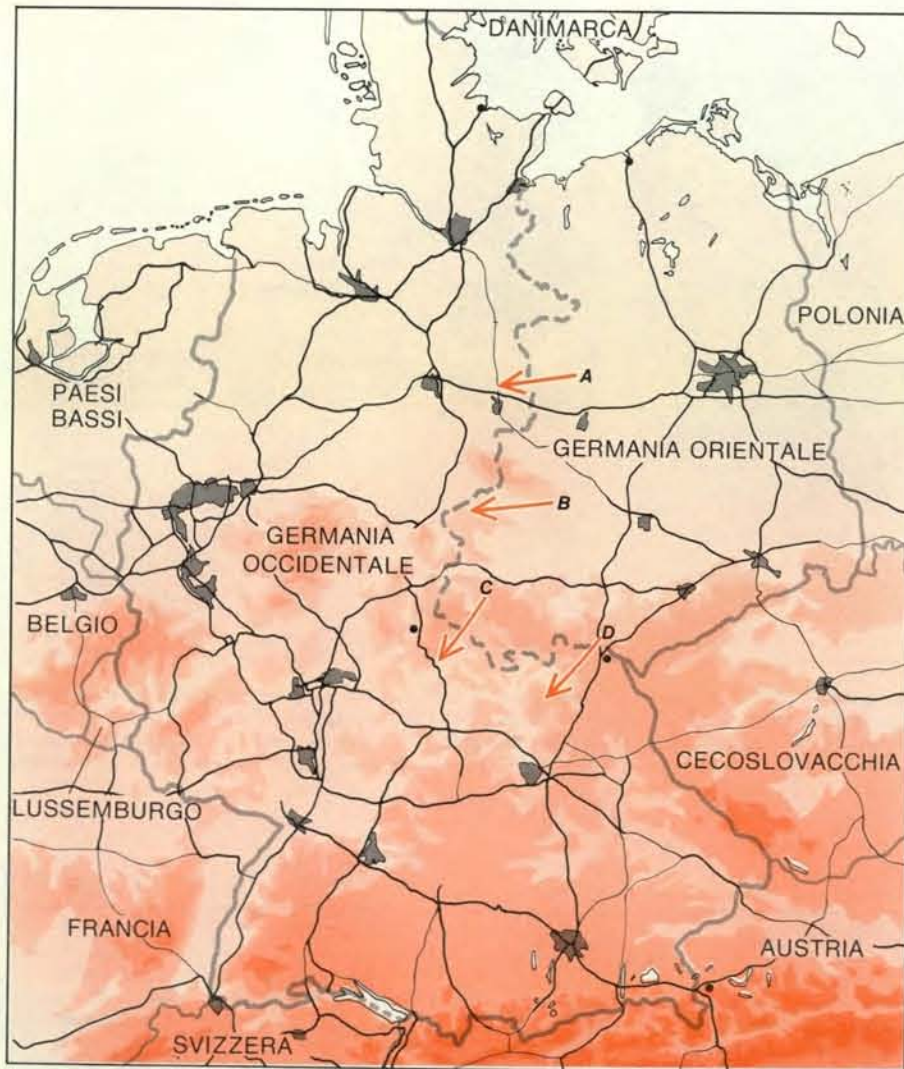 DANIMARCA
POLONIA
A
PAESI
BASSI
GERMANIA ORIENTALE
B
GERMANIA
OCCIDENTALE
C
BELGIO
D
CECOSLOVACCHIA
LUSSEMBURGO
FRANCIA
AUSTRIA
SVIZZERA